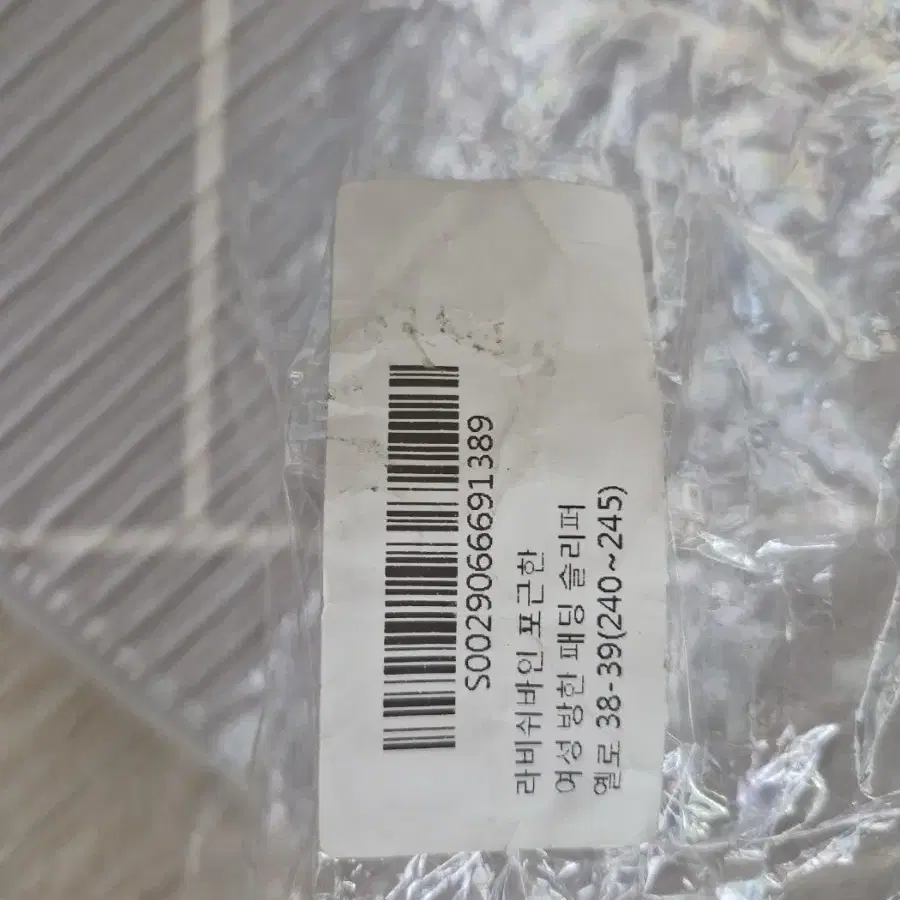 S00290666691389
라비쉬바인 포근한
여성 방한 패딩 슬리퍼
옐로 38-39(240~245)